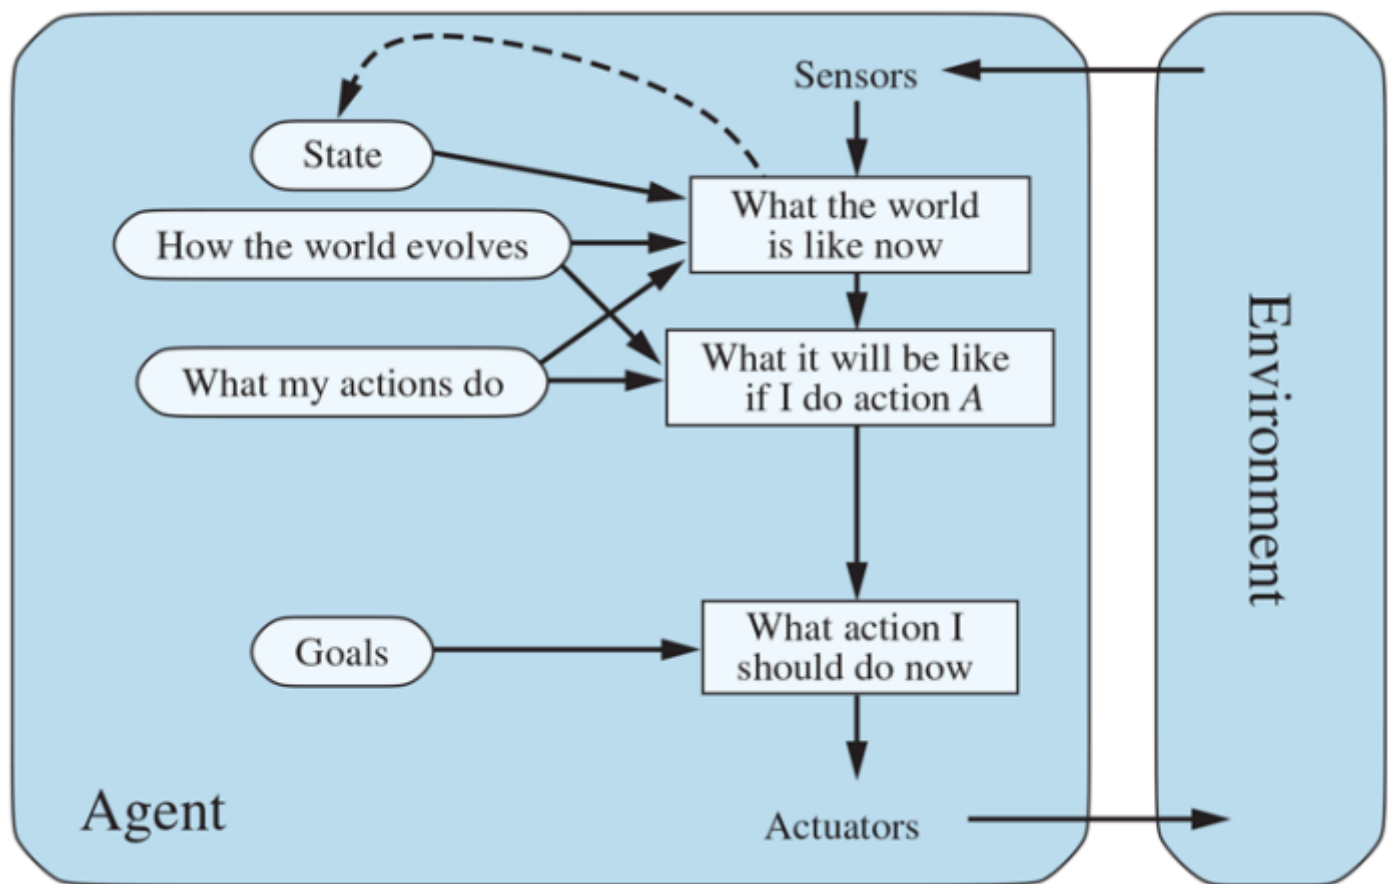 Sensors
State
What the world
is like now
How the world evolves
What my actions do
What it will be like
if I do action A
Goals
What action I
should do now
Agent
Actuators
Environment